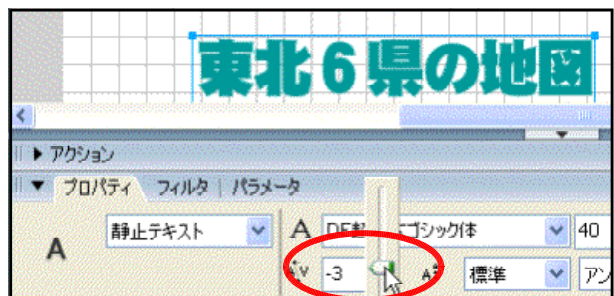 東北６県の地図
アクション
プロパティ フィルタ パラメータ
静止テキスト A ゴシック体 40
A
-3 標準 アン